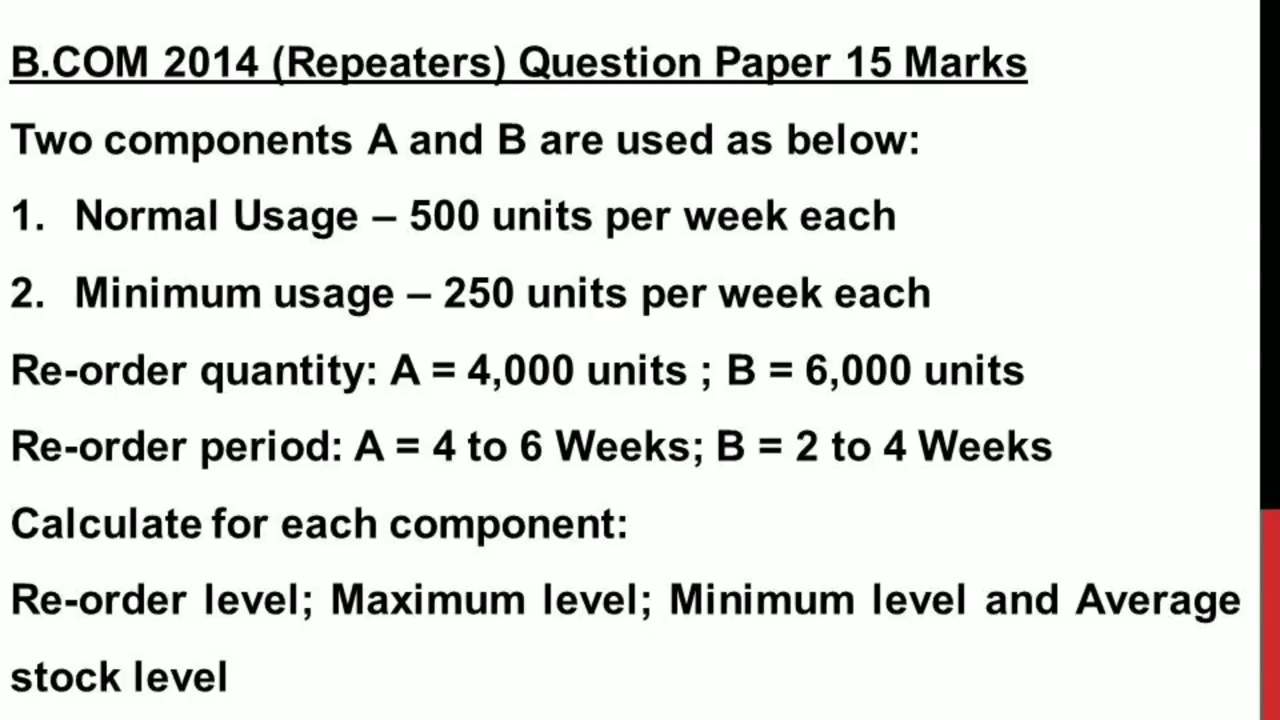 B.COM 2014 (Repeaters) Question Paper 15 Marks
Two components A and B are used as below:
1. Normal Usage – 500 units per week each
2. Minimum usage – 250 units per week each
Re-order quantity: A = 4,000 units ; B = 6,000 units
Re-order period: A = 4 to 6 Weeks; B = 2 to 4 Weeks
Calculate for each component:
Re-order level; Maximum level; Minimum level and Average
stock level